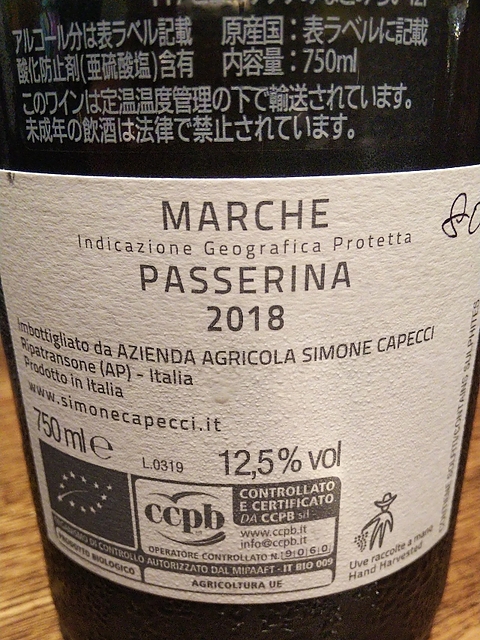 アルコール分は表ラベル記載　原産国：表ラベルに記載
酸化防止剤(亜硫酸塩)含有　内容量：750ml
このワインは定温温度管理の下で輸送されています。
未成年の飲酒は法律で禁止されています。
MARCHE
Indicazione Geografica Protetta
PASSERINA
2018
Imbottigliato da AZIENDA AGRICOLA SIMONE CAPECCI
Ripatransone (AP) - Italia
Prodotto in Italia
www.simonecapecci.it
750 ml e
L.0319
12,5% vol
ccpb
CONTROLLATO
E CERTIFICATO
DA CCPB srl
www.ccpb.it
info@ccpb.it
OPERATORE CONTROLLATO N. 9060
ORGANISMO DI CONTROLLO AUTORIZZATO DAL MIPAAFT - IT BIO 009
PRODOTTO BIOLOGICO
AGRICOLTURA UE
Uve raccolte a mano
Hand Harvested
CONTAINS SULPHITES